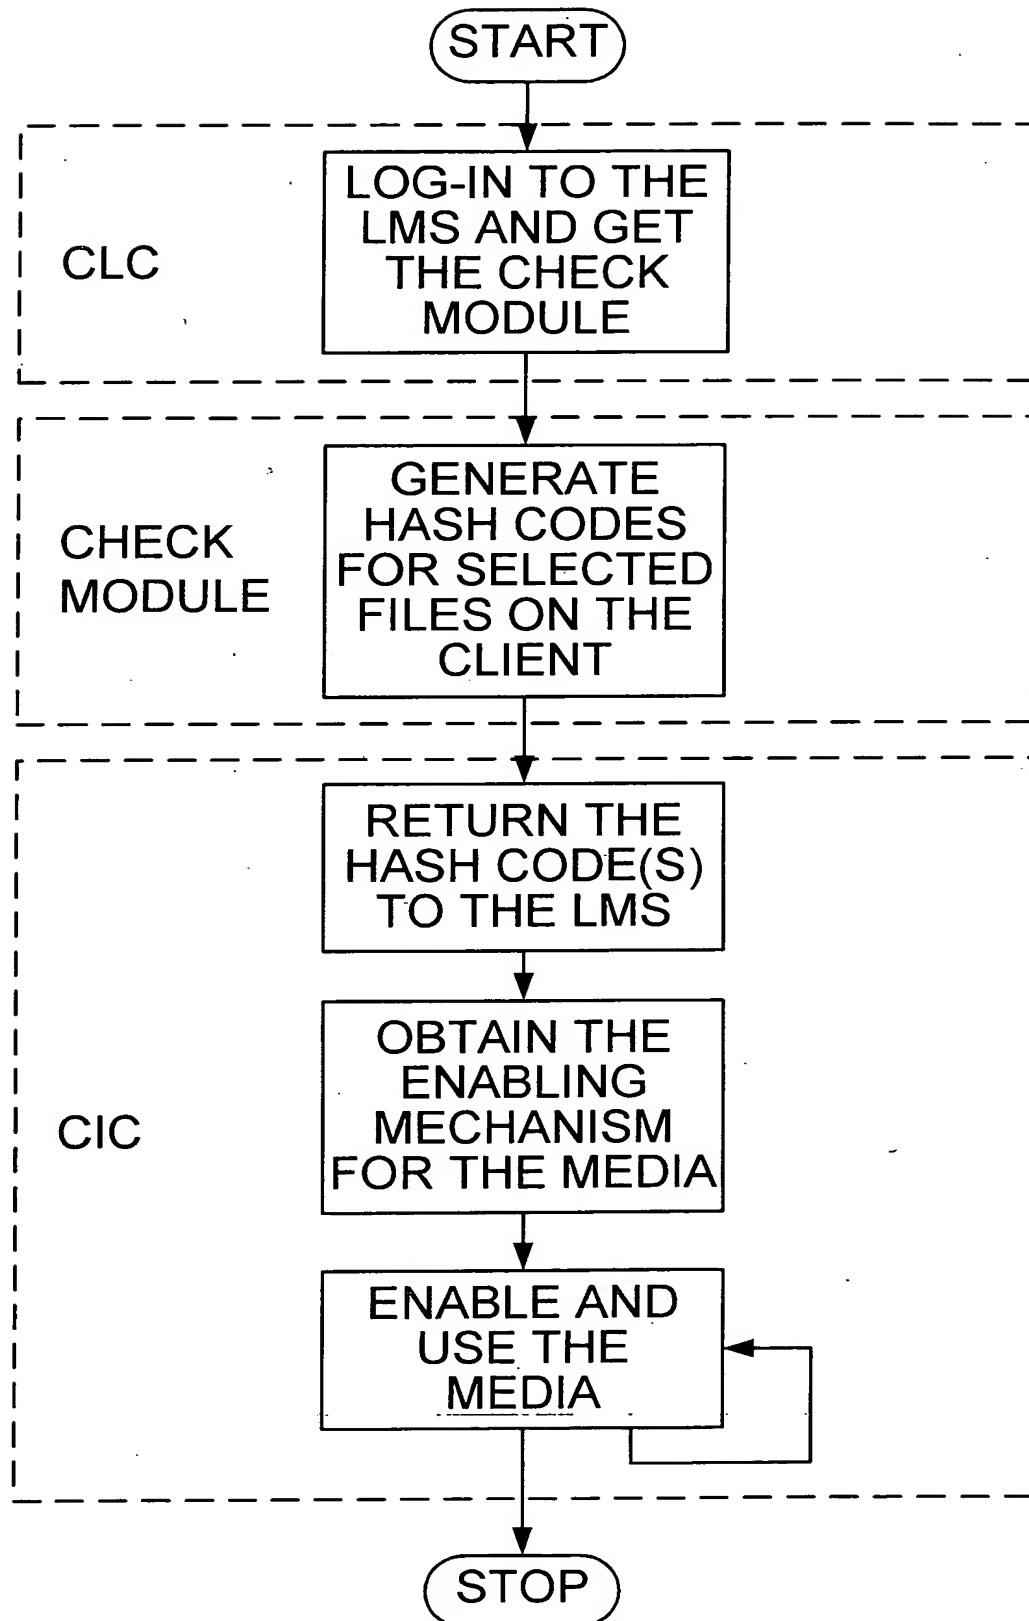 START
CLC
LOG-IN TO THE
LMS AND GET
THE CHECK
MODULE
CHECK
MODULE
GENERATE
HASH CODES
FOR SELECTED
FILES ON THE
CLIENT
CIC
RETURN THE
HASH CODE(S)
TO THE LMS
OBTAIN THE
ENABLING
MECHANISM
FOR THE MEDIA
ENABLE AND
USE THE
MEDIA
STOP